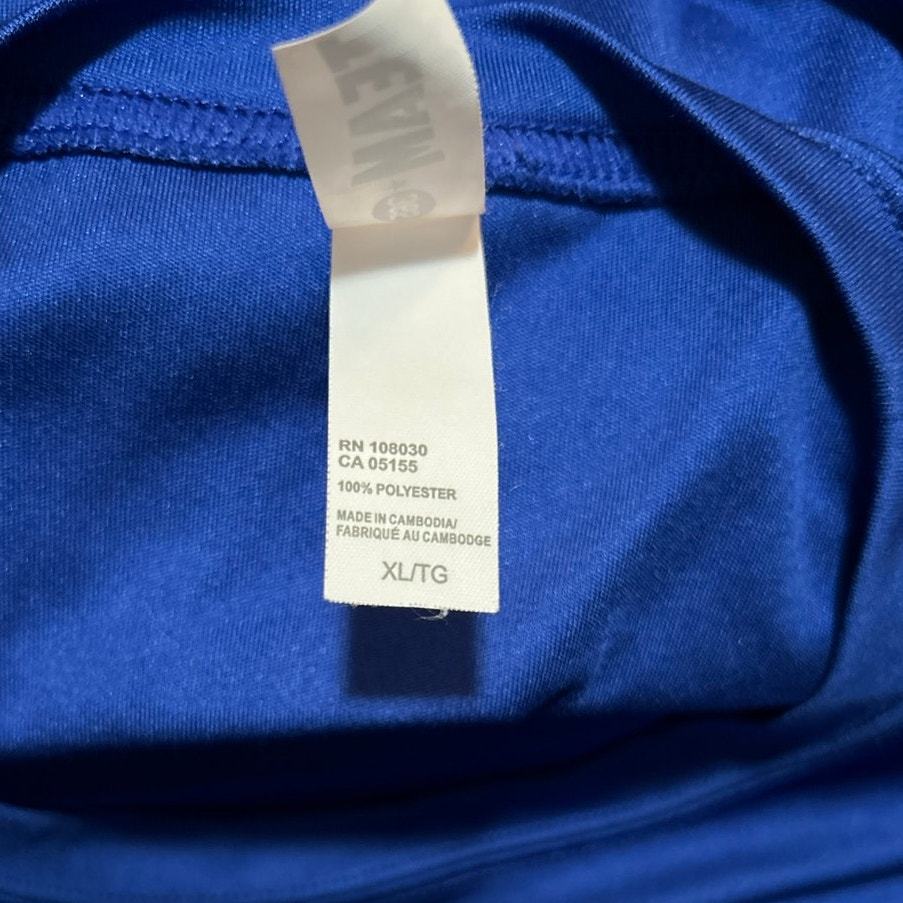 RN 108030
CA 05155
100% POLYESTER
MADE IN CAMBODIA/
FABRIQUÉ AU CAMBODGE
XL/TG